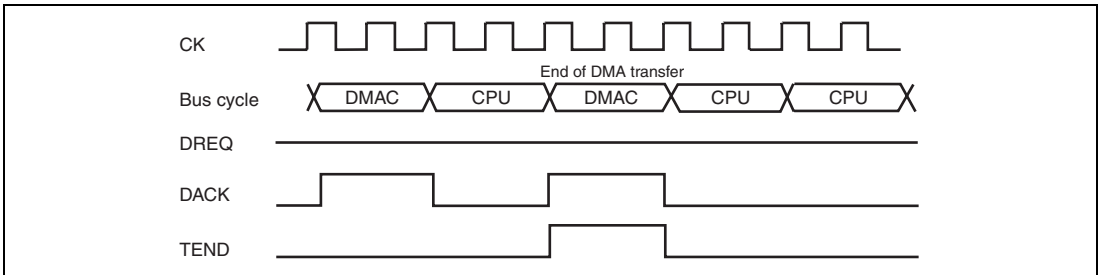 CK
End of DMA transfer
Bus cycle DMAC CPU DMAC CPU CPU
DREQ
DACK
TEND